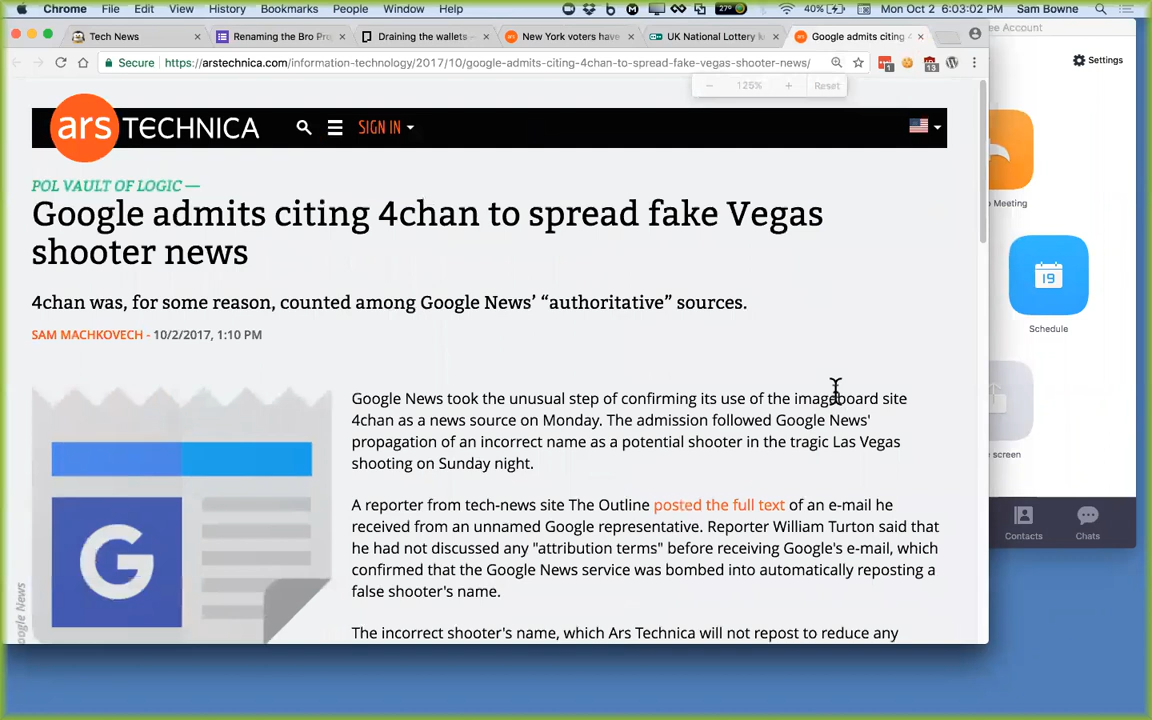 Chrome File Edit View History Bookmarks People Window Help 27° 40% Mon Oct 2 6:03:02 PM Sam Bowne
Tech News
Renaming the Bro Pro
Draining the wallets
New York voters have
UK National Lottery
Google admits citing 4
ee Account
Secure https://arstechnica.com/information-technology/2017/10/google-admits-citing-4chan-to-spread-fake-vegas-shooter-news/
1
13
Settings
− 125% + Reset
ars TECHNICA SIGN IN
POL VAULT OF LOGIC —
Google admits citing 4chan to spread fake Vegas
shooter news
4chan was, for some reason, counted among Google News’ “authoritative” sources.
SAM MACHKOVECH - 10/2/2017, 1:10 PM
Google News took the unusual step of confirming its use of the imageboard site
4chan as a news source on Monday. The admission followed Google News'
propagation of an incorrect name as a potential shooter in the tragic Las Vegas
shooting on Sunday night.
A reporter from tech-news site The Outline posted the full text of an e-mail he
received from an unnamed Google representative. Reporter William Turton said that
he had not discussed any "attribution terms" before receiving Google's e-mail, which
confirmed that the Google News service was bombed into automatically reposting a
false shooter's name.
The incorrect shooter's name, which Ars Technica will not repost to reduce any
G
oogle News
Meeting
19
Schedule
screen
Contacts
Chats